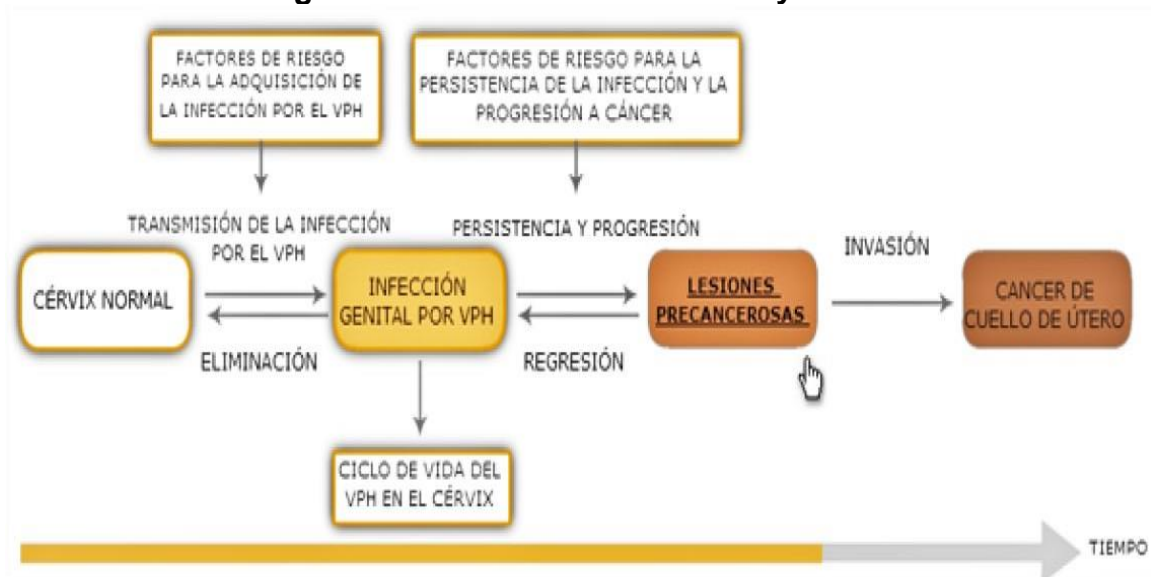 FACTORES DE RIESGO
PARA LA ADQUISICIÓN DE
LA INFECCIÓN POR EL VPH
FACTORES DE RIESGO PARA LA
PERSISTENCIA DE LA INFECCIÓN Y LA
PROGRESIÓN A CÁNCER
TRANSMISIÓN DE LA INFECCIÓN
POR EL VPH
PERSISTENCIA Y PROGRESIÓN
INVASIÓN
CÉRVIX NORMAL
INFECCIÓN
GENITAL POR VPH
LESIONES
PRECANCEROSAS
CANCER DE
CUELLO DE ÚTERO
ELIMINACIÓN
REGRESIÓN
CICLO DE VIDA DEL
VPH EN EL CÉRVIX
TIEMPO